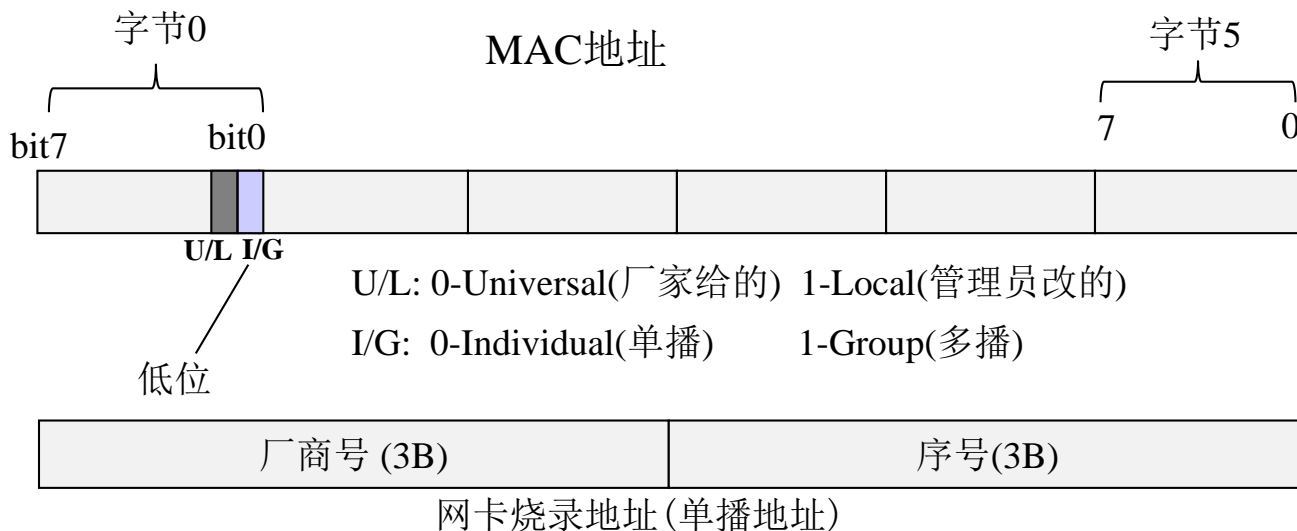 字节0
MAC地址
字节5
bit7
bit0
7
0
U/L I/G
U/L: 0-Universal(厂家给的) 1-Local(管理员改的)
I/G: 0-Individual(单播) 1-Group(多播)
低位
厂商号 (3B)
序号(3B)
网卡烧录地址(单播地址)